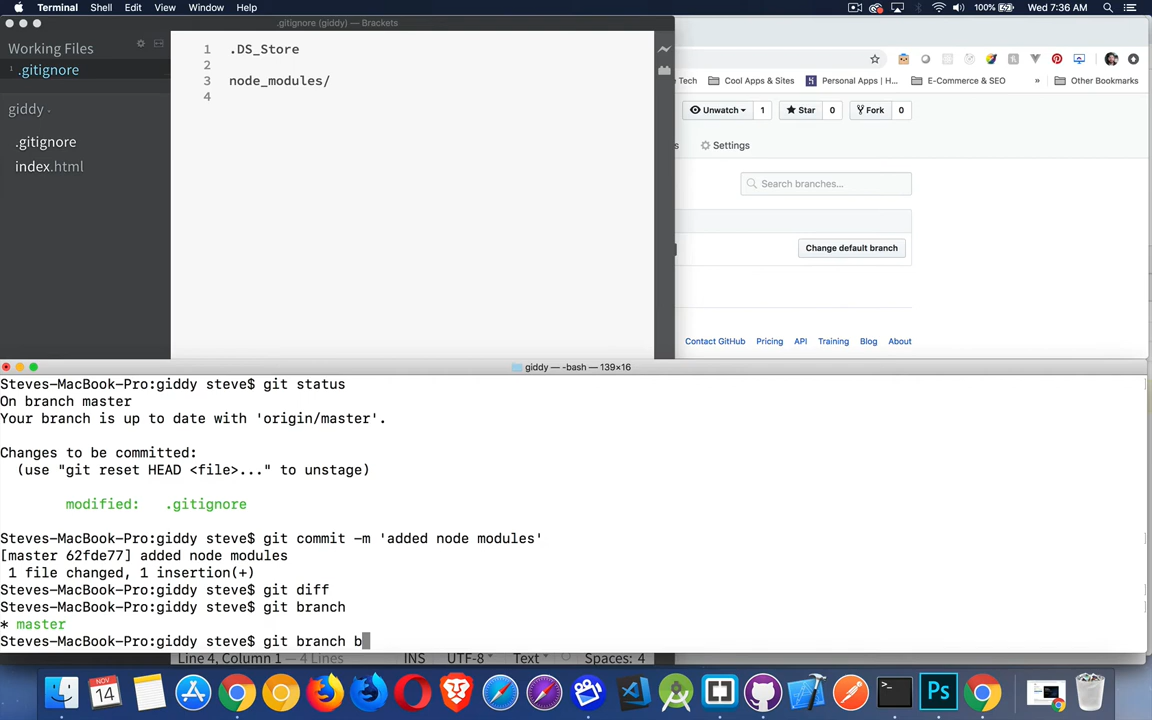 Terminal Shell Edit View Window Help
100% Wed 7:36 AM
.gitignore (giddy) — Brackets
Working Files
1 .gitignore
giddy
.gitignore
index.html
1 .DS_Store
2
3 node_modules/
4
Tech Cool Apps & Sites Personal Apps | H... E-Commerce & SEO » Other Bookmarks
Unwatch 1 Star 0 Fork 0
s Settings
Search branches...
Change default branch
Contact GitHub Pricing API Training Blog About
giddy — -bash — 139×16
Steves-MacBook-Pro:giddy steve$ git status
On branch master
Your branch is up to date with 'origin/master'.
Changes to be committed:
(use "git reset HEAD <file>..." to unstage)
modified: .gitignore
Steves-MacBook-Pro:giddy steve$ git commit -m 'added node modules'
[master 62fde77] added node modules
1 file changed, 1 insertion(+)
Steves-MacBook-Pro:giddy steve$ git diff
Steves-MacBook-Pro:giddy steve$ git branch
* master
Steves-MacBook-Pro:giddy steve$ git branch b
Line 4, Column 1 — 4 Lines INS UTF-8 Text Spaces: 4
NOV
14
>_
Ps